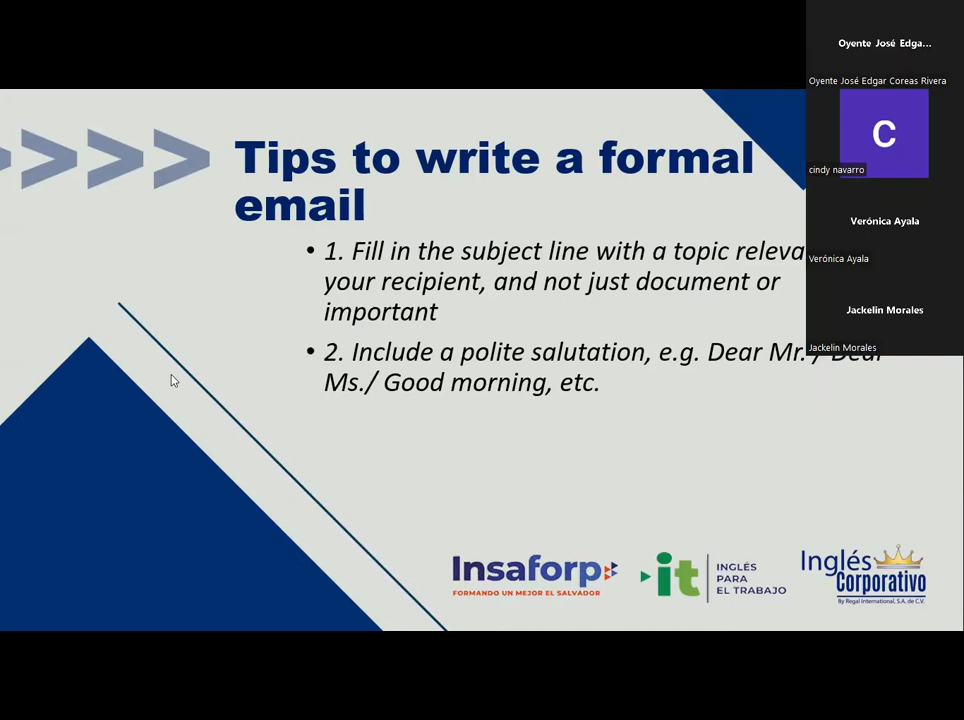 Oyente José Edga...
Oyente José Edgar Coreas Rivera
C
cindy navarro
Verónica Ayala
Verónica Ayala
Jackelin Morales
Jackelin Morales
Tips to write a formal
email
• 1. Fill in the subject line with a topic
your recipient, and not just document or
important
• 2. Include a polite salutation, e.g. Dear Mr. / Dear
Ms./ Good morning, etc.
Insaforp
FORMANDO UN MEJOR EL SALVADOR
it
INGLÉS
PARA
EL TRABAJO
Inglés
Corporativo
By Regal International, S.A. de C.V.